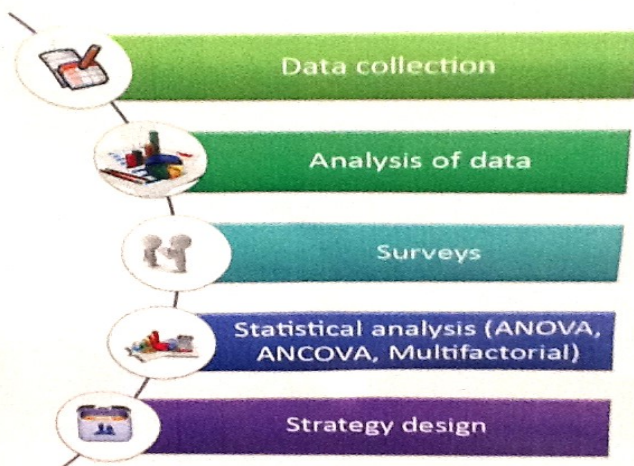 Data collection
Analysis of data
Surveys
Statistical analysis (ANOVA,
ANCOVA, Multifactorial)
Strategy design